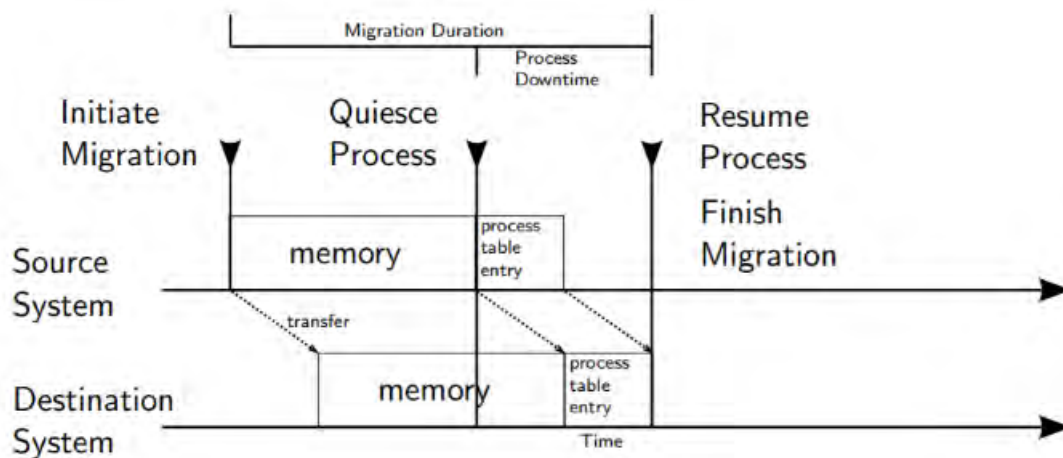 Migration Duration
Process
Downtime
Initiate
Migration
Quiesce
Process
Resume
Process
Finish
Migration
Source
System
memory
process
table
entry
transfer
Destination
System
memory
process
table
entry
Time